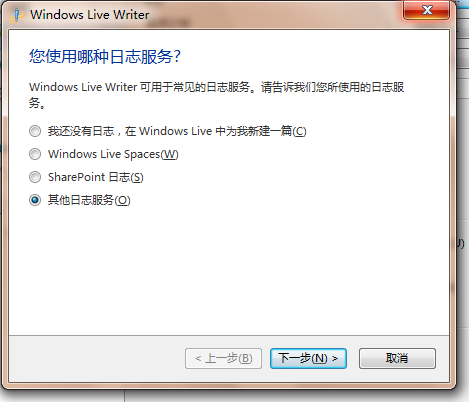 Windows Live Writer
您使用哪种日志服务?
Windows Live Writer 可用于常见的日志服务。请告诉我们您所使用的日志服
务。
我还没有日志，在 Windows Live 中为我新建一篇(C)
Windows Live Spaces(W)
SharePoint 日志(S)
其他日志服务(O)
U)
< 上一步(B)
下一步(N) >
取消